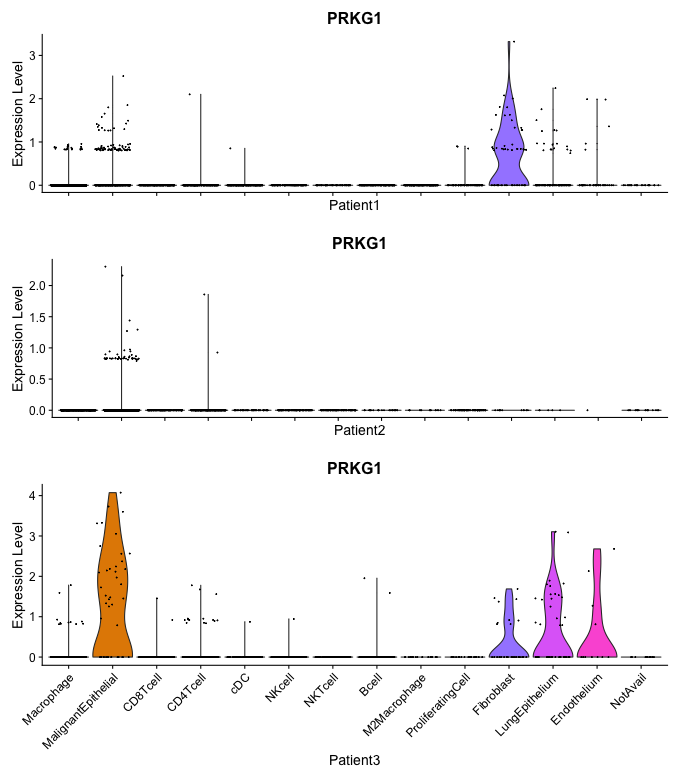 PRKG1
Expression Level
3
2
1
0
Patient1
PRKG1
Expression Level
2.0
1.5
1.0
0.5
0.0
Patient2
PRKG1
Expression Level
4
3
2
1
0
Macrophage
MalignantEpithelial
CD8Tcell
CD4Tcell
cDC
NKcell
NKTcell
Bcell
M2Macrophage
ProliferatingCell
Fibroblast
LungEpithelium
Endothelium
NotAvail
Patient3